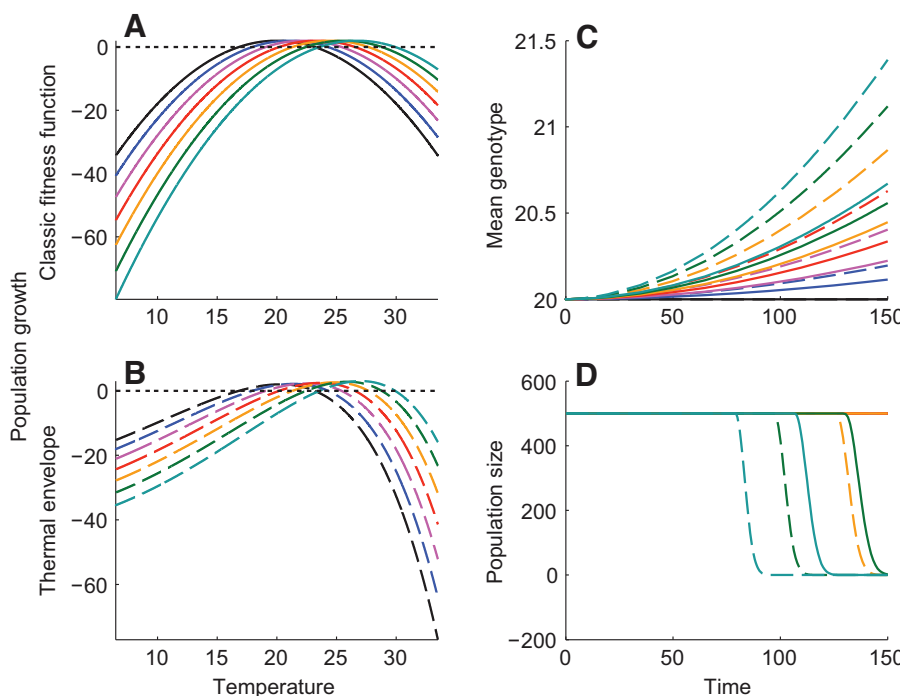 A
Population growth
Classic fitness function
0
−20
−40
−60
10 15 20 25 30
B
Thermal envelope
0
−20
−40
−60
10 15 20 25 30
Temperature
C
Mean genotype
21.5
21
20.5
20
0 50 100 150
D
Population size
600
400
200
0
−200
0 50 100 150
Time